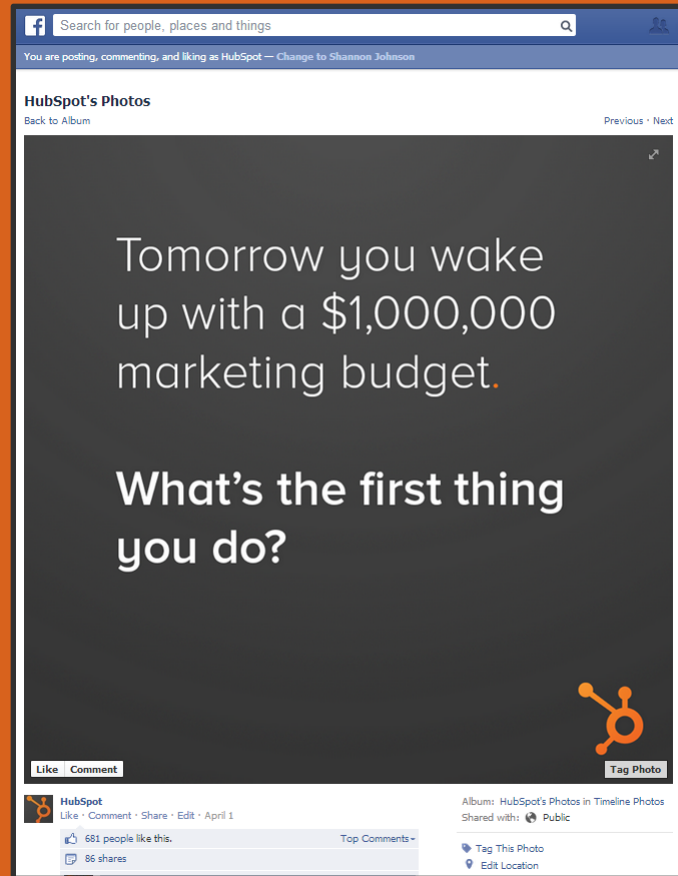 f Search for people, places and things
You are posting, commenting, and liking as HubSpot — Change to Shannon Johnson
HubSpot's Photos
Back to Album Previous · Next
Tomorrow you wake
up with a $1,000,000
marketing budget.
What's the first thing
you do?
Like Comment Tag Photo
HubSpot
Like · Comment · Share · Edit · April 1
681 people like this. Top Comments
86 shares
Album: HubSpot's Photos in Timeline Photos
Shared with: Public
Tag This Photo
Edit Location